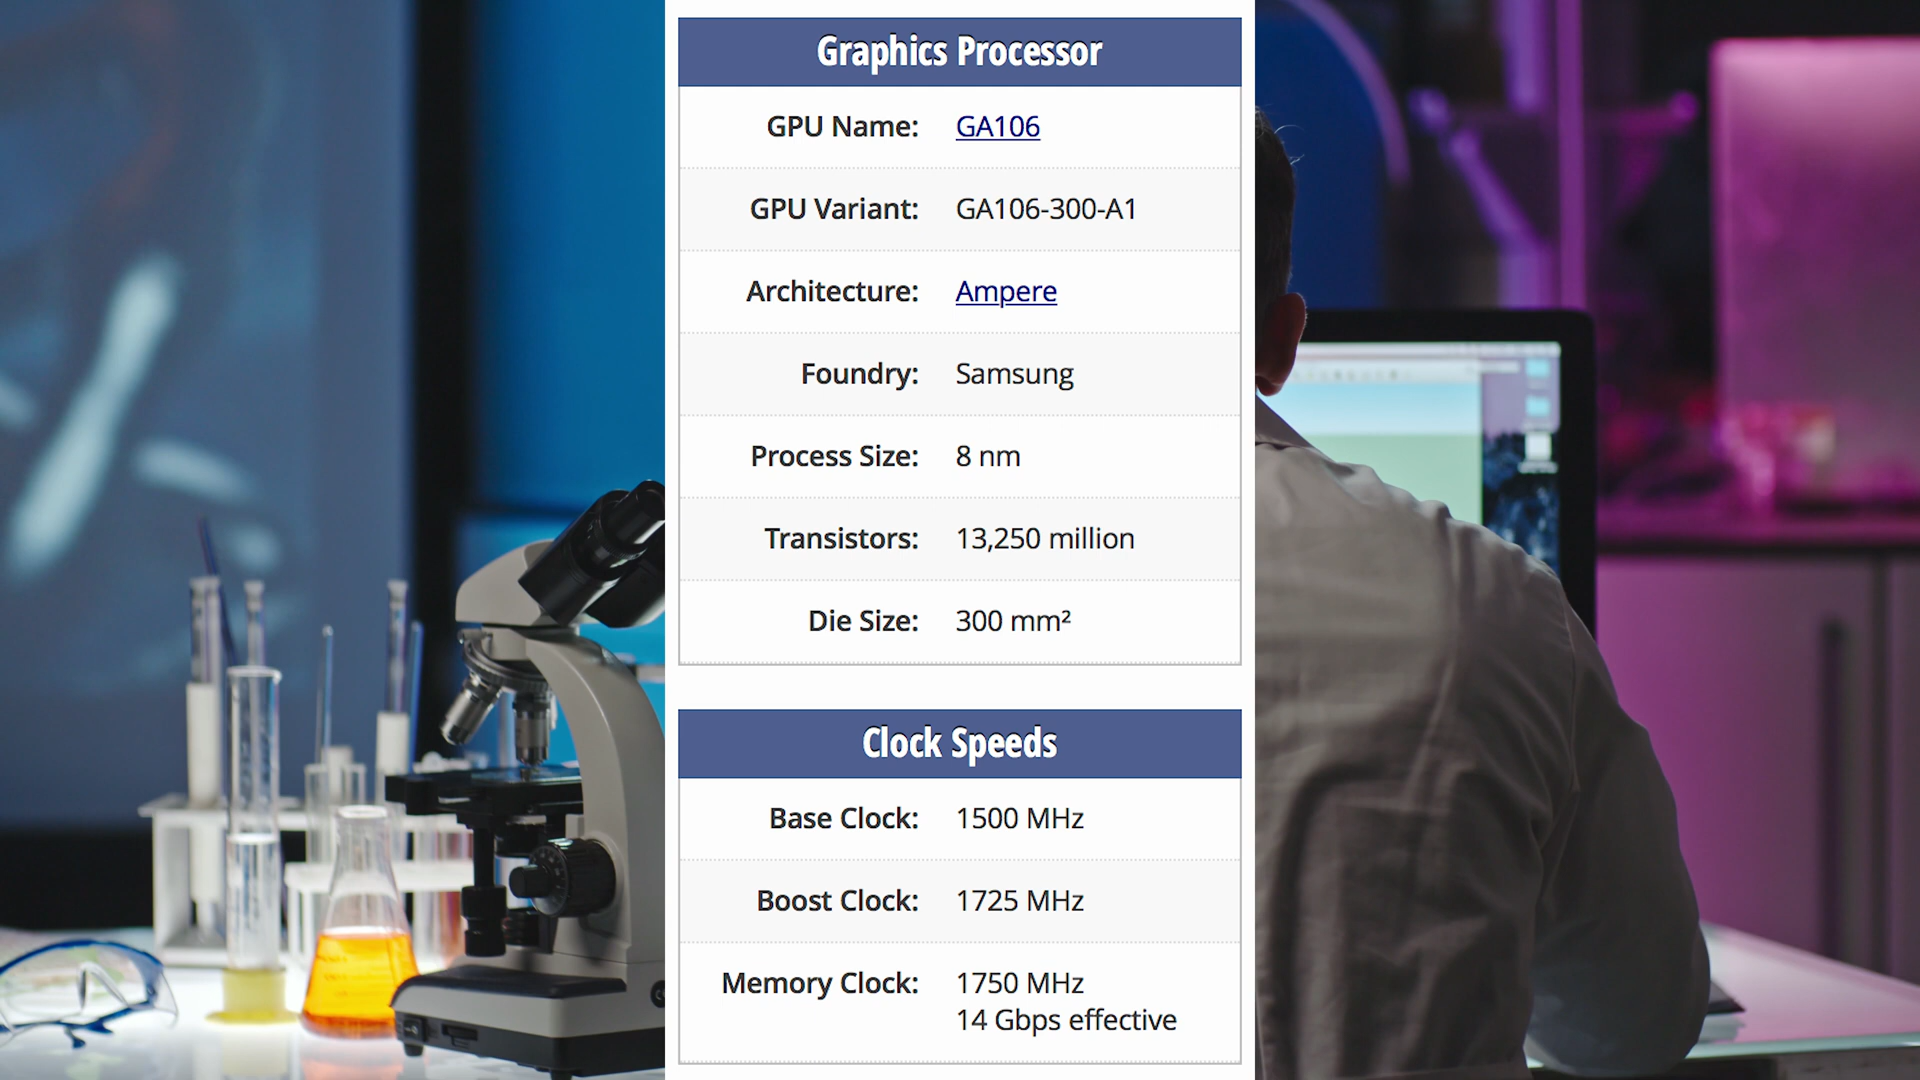 Graphics Processor
GPU Name: GA106
GPU Variant: GA106-300-A1
Architecture: Ampere
Foundry: Samsung
Process Size: 8 nm
Transistors: 13,250 million
Die Size: 300 mm²
Clock Speeds
Base Clock: 1500 MHz
Boost Clock: 1725 MHz
Memory Clock: 1750 MHz
14 Gbps effective